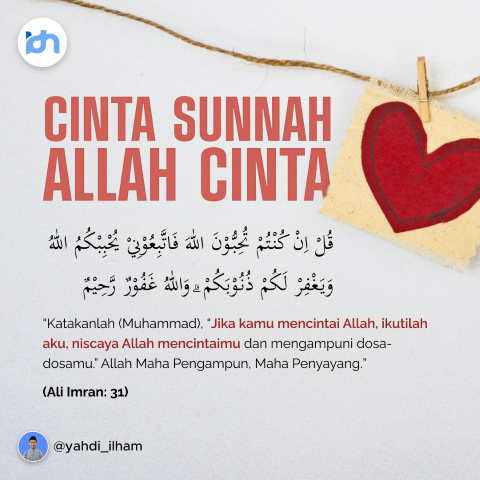 CINTA SUNNAH
ALLAH CINTA
قُلْ اِنْ كُنْتُمْ تُحِبُّوْنَ اللّٰهَ فَاتَّبِعُوْنِيْ يُحْبِبْكُمُ اللّٰهُ
وَيَغْفِرْ لَكُمْ ذُنُوْبَكُمْ ۗ وَاللّٰهُ غَفُوْرٌ رَّحِيْمٌ
“Katakanlah (Muhammad), “Jika kamu mencintai Allah, ikutilah
aku, niscaya Allah mencintaimu dan mengampuni dosa-
dosamu.” Allah Maha Pengampun, Maha Penyayang.”
(Ali Imran: 31)
@yahdi_ilham